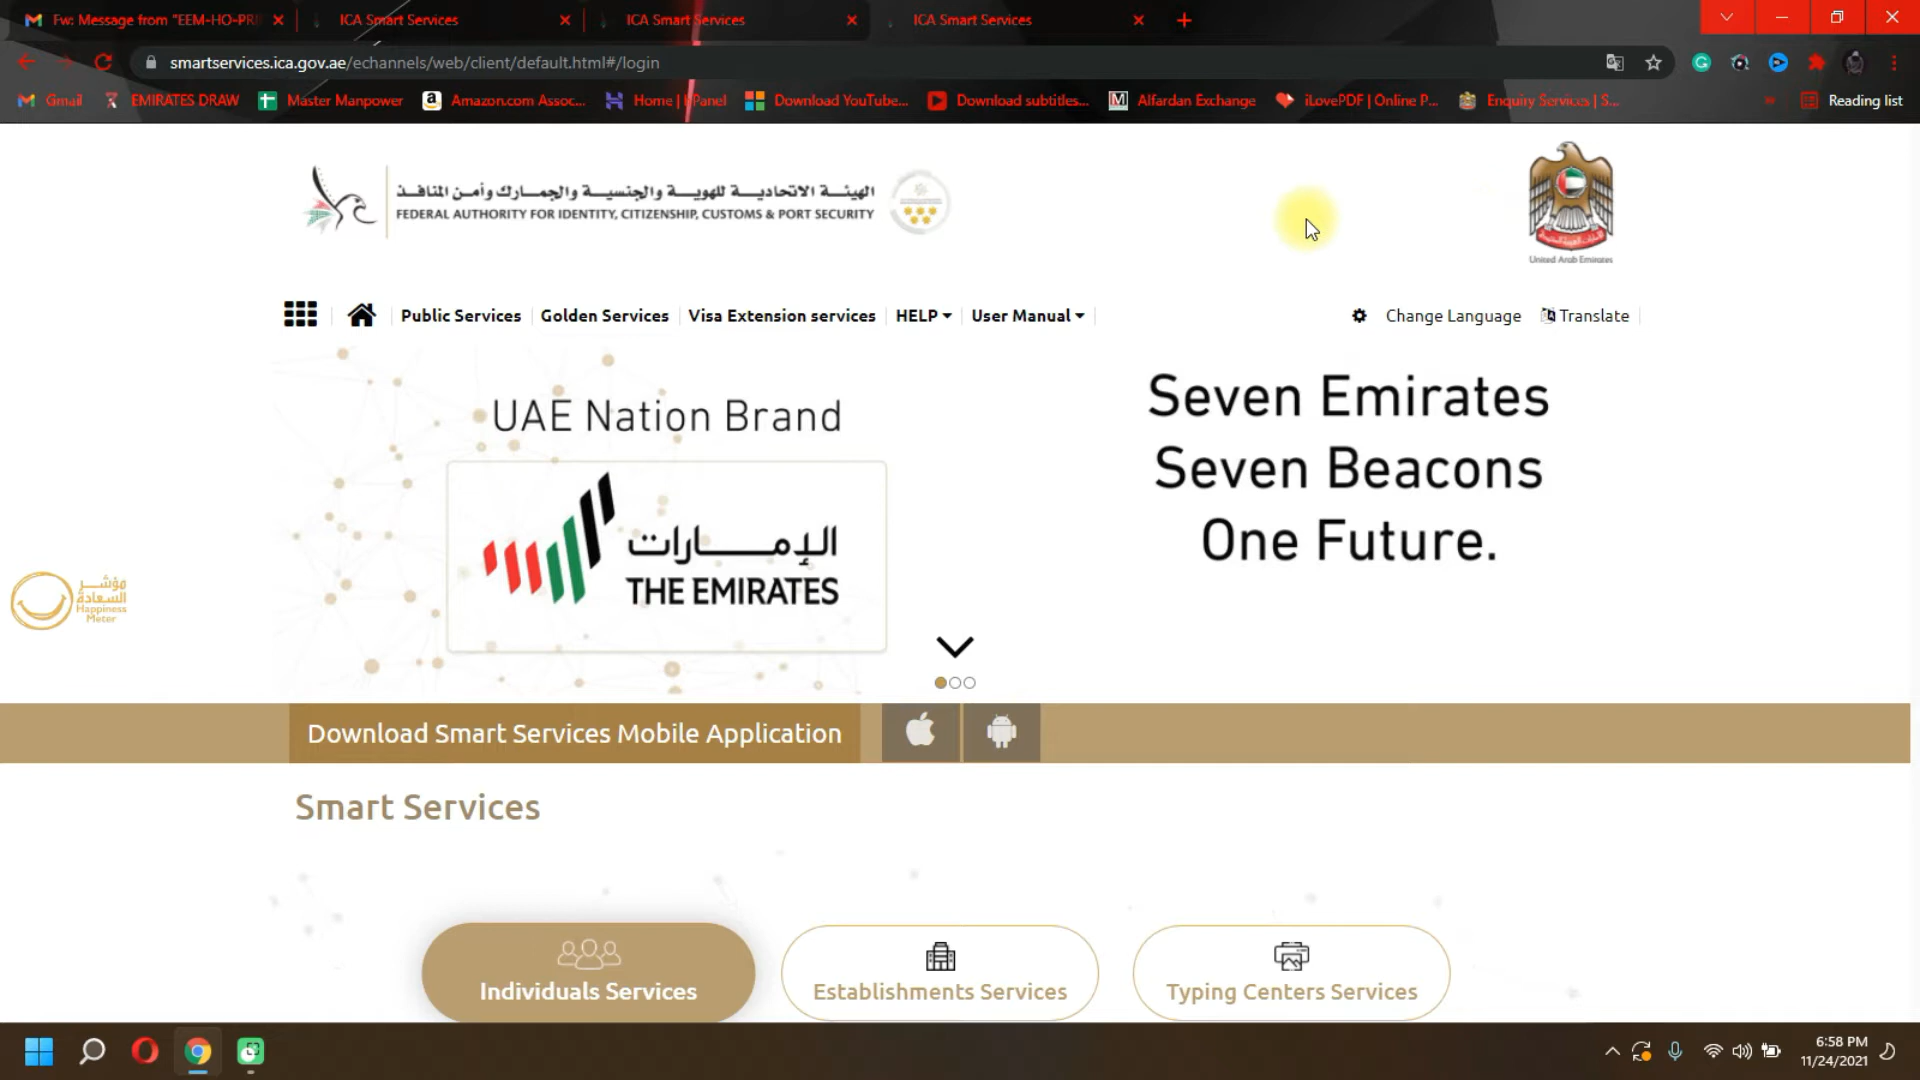 Fw: Message from "EEM-HO-PRI
ICA Smart Services
ICA Smart Services
ICA Smart Services
smartservices.ica.gov.ae/echannels/web/client/default.html#/login
Gmail
EMIRATES DRAW
Master Manpower
Amazon.com Assoc...
Home | hPanel
Download YouTube...
Download subtitles...
Alfardan Exchange
iLovePDF | Online P...
Enquiry Services | S...
Reading list
الهيئة الاتحادية للهوية والجنسية والجمارك وأمن المنافذ
FEDERAL AUTHORITY FOR IDENTITY, CITIZENSHIP, CUSTOMS & PORT SECURITY
United Arab Emirates
Public Services
Golden Services
Visa Extension services
HELP
User Manual
Change Language
Translate
UAE Nation Brand
الإمارات
THE EMIRATES
Seven Emirates
Seven Beacons
One Future.
مؤشر
السعادة
Happiness
Meter
Download Smart Services Mobile Application
Smart Services
Individuals Services
Establishments Services
Typing Centers Services
6:58 PM
11/24/2021